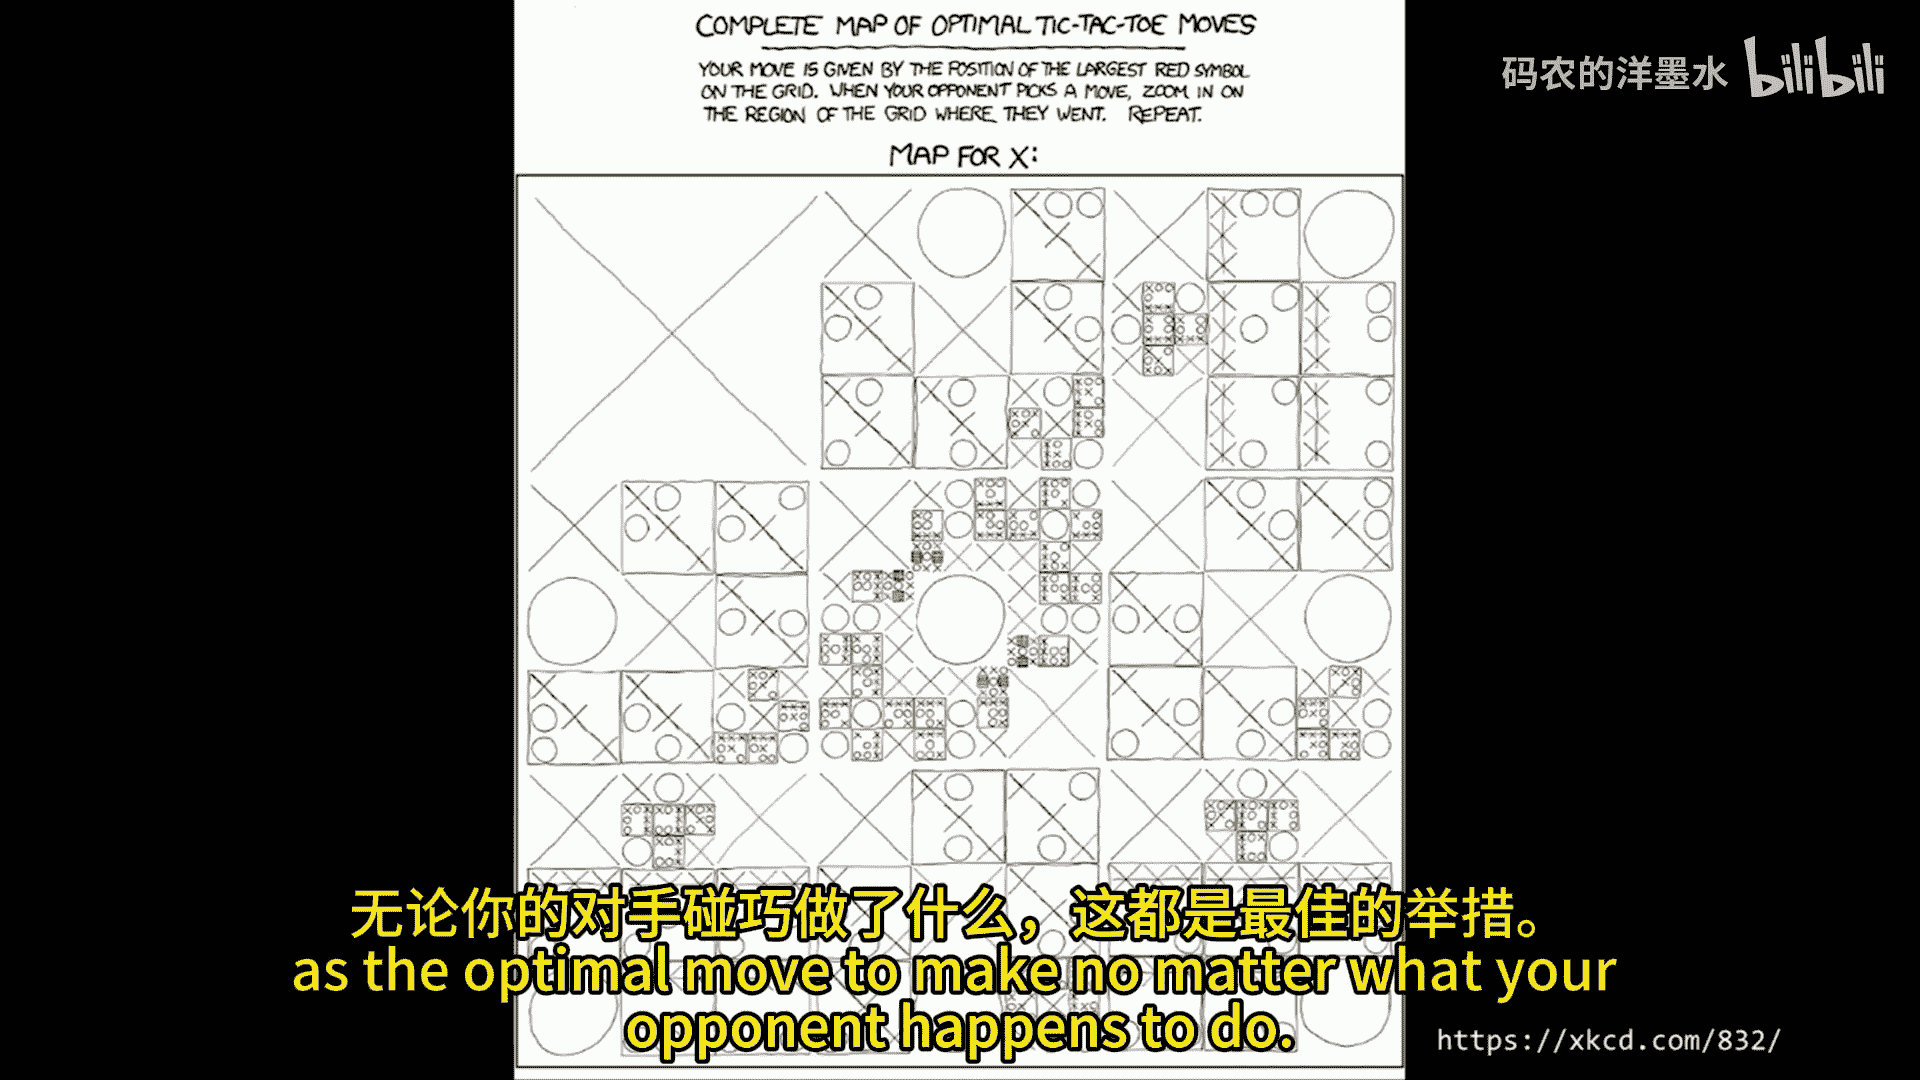 COMPLETE MAP OF OPTIMAL TIC-TAC-TOE MOVES
YOUR MOVE IS GIVEN BY THE POSITION OF THE LARGEST RED SYMBOL
ON THE GRID. WHEN YOUR OPPONENT PICKS A MOVE, ZOOM IN ON
THE REGION OF THE GRID WHERE THEY WENT. REPEAT.
MAP FOR X:
码农的洋墨水 bilibili
无论你的对手碰巧做了什么，这都是最佳的举措。
as the optimal move to make no matter what your
opponent happens to do.
https://xkcd.com/832/